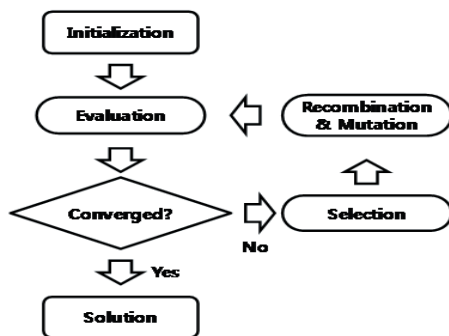 Initialization
Evaluation
Recombination
& Mutation
Converged?
Selection
No
Yes
Solution